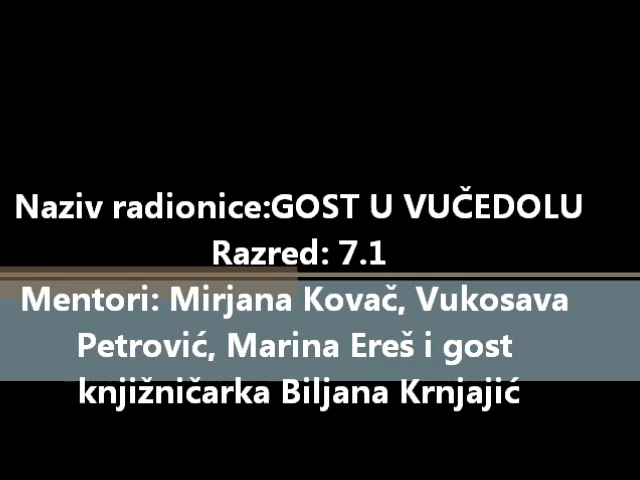 Naziv radionice:GOST U VUČEDOLU
Razred: 7.1
Mentori: Mirjana Kovač, Vukosava
Petrović, Marina Ereš i gost
knjižničarka Biljana Krnjajić